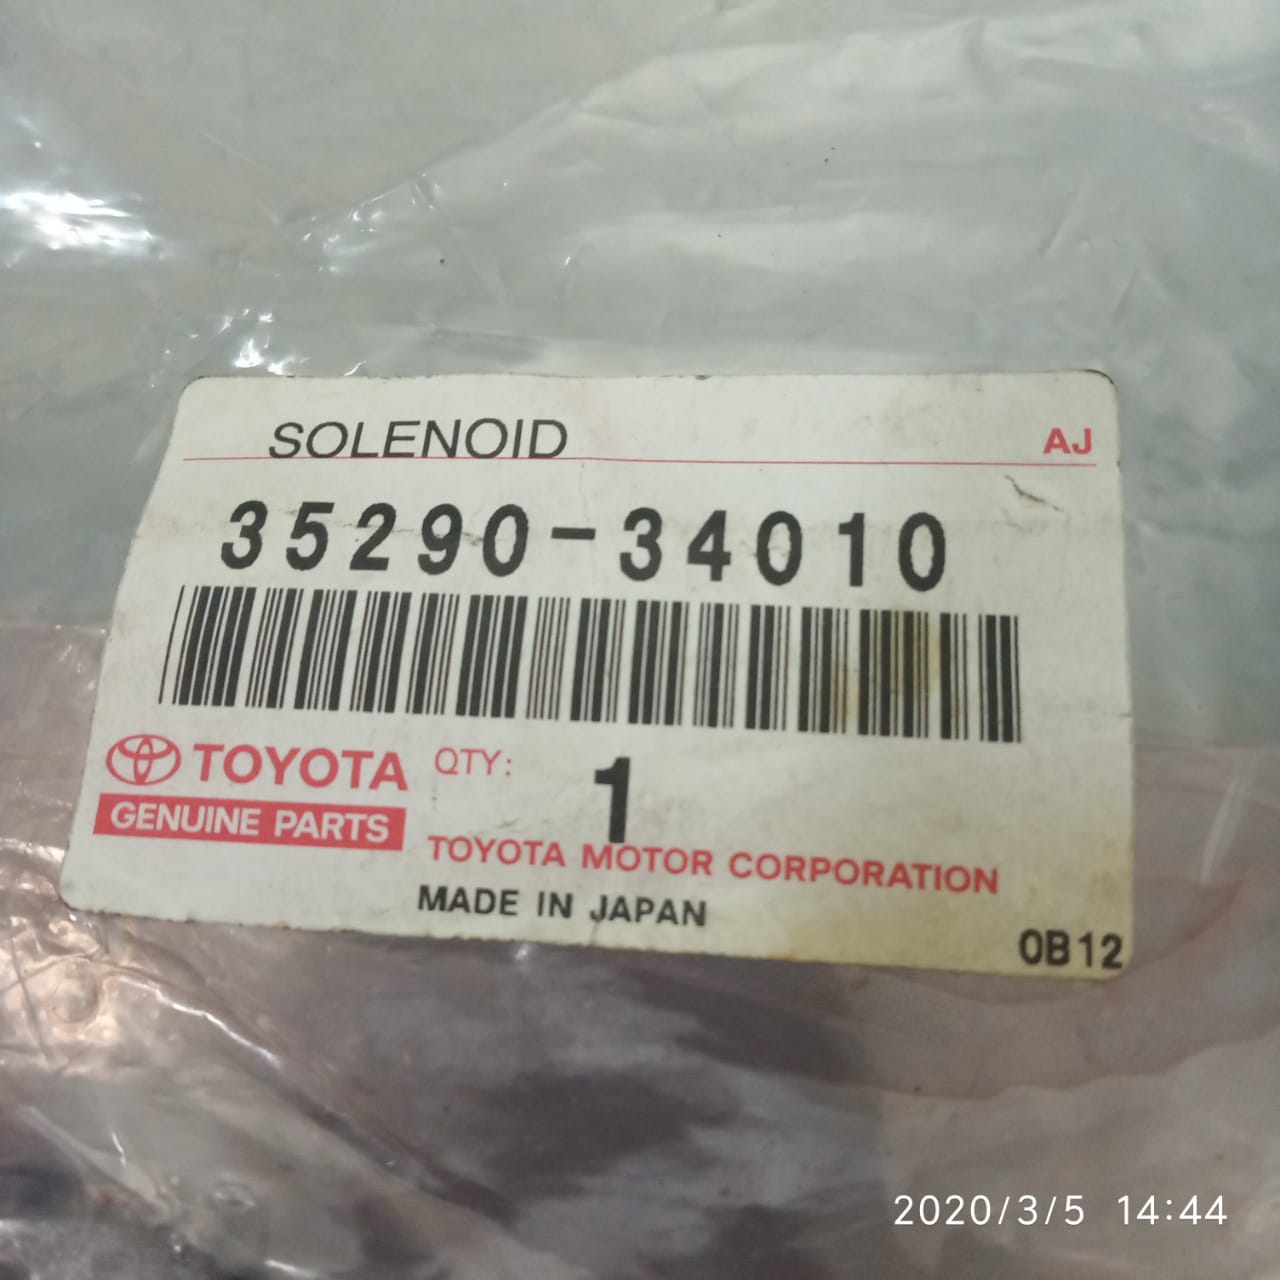 SOLENOID AJ
35290-34010
TOYOTA QTY: 1
GENUINE PARTS
TOYOTA MOTOR CORPORATION
MADE IN JAPAN
0B12
2020/3/5 14:44